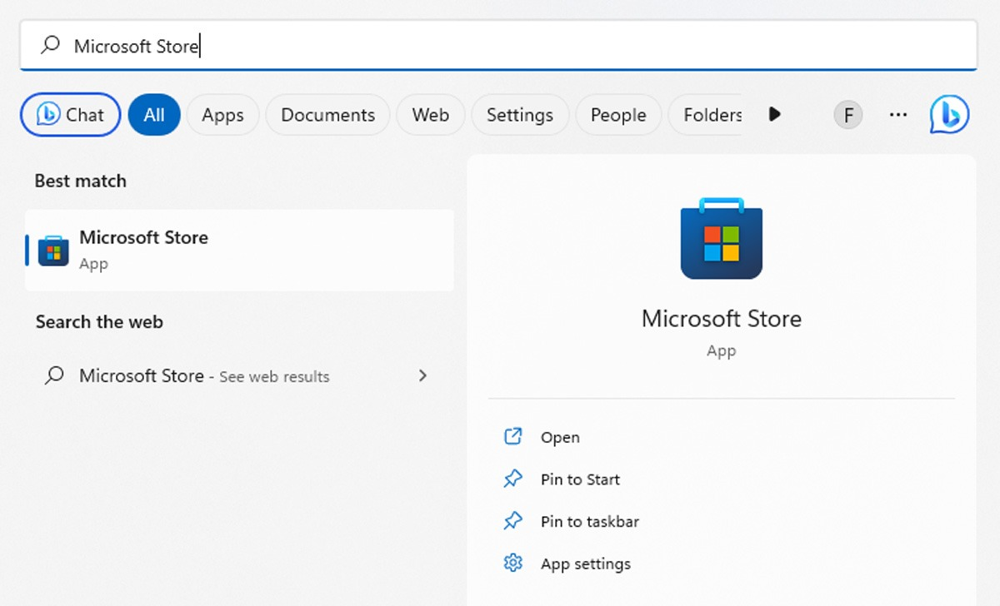 Microsoft Store
Chat All Apps Documents Web Settings People Folders F ...
Best match
Microsoft Store
App
Search the web
Microsoft Store - See web results
Microsoft Store
App
Open
Pin to Start
Pin to taskbar
App settings